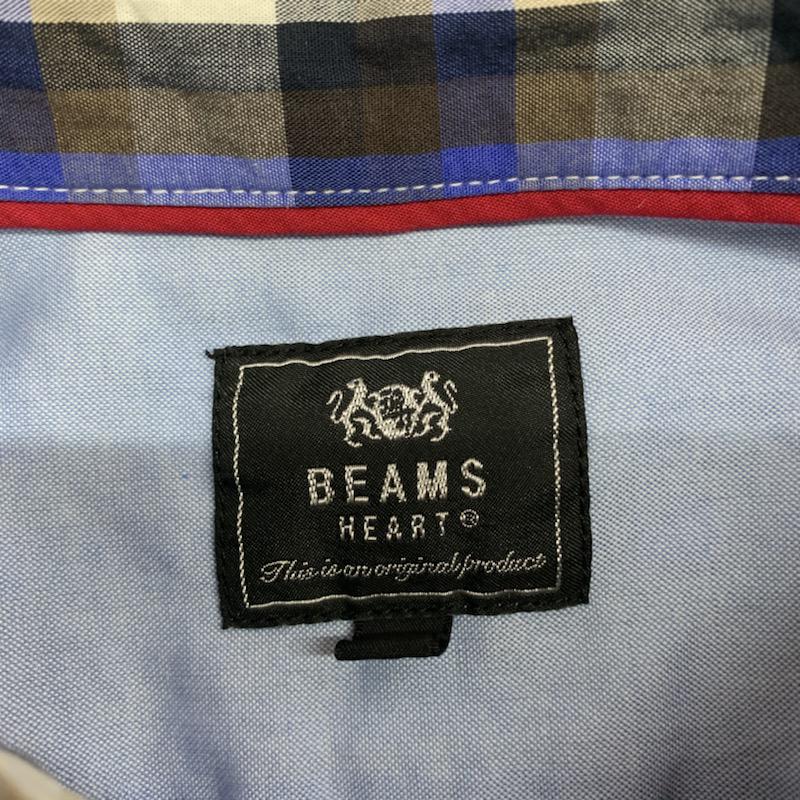 BEAMS
HEART®
This is an original product